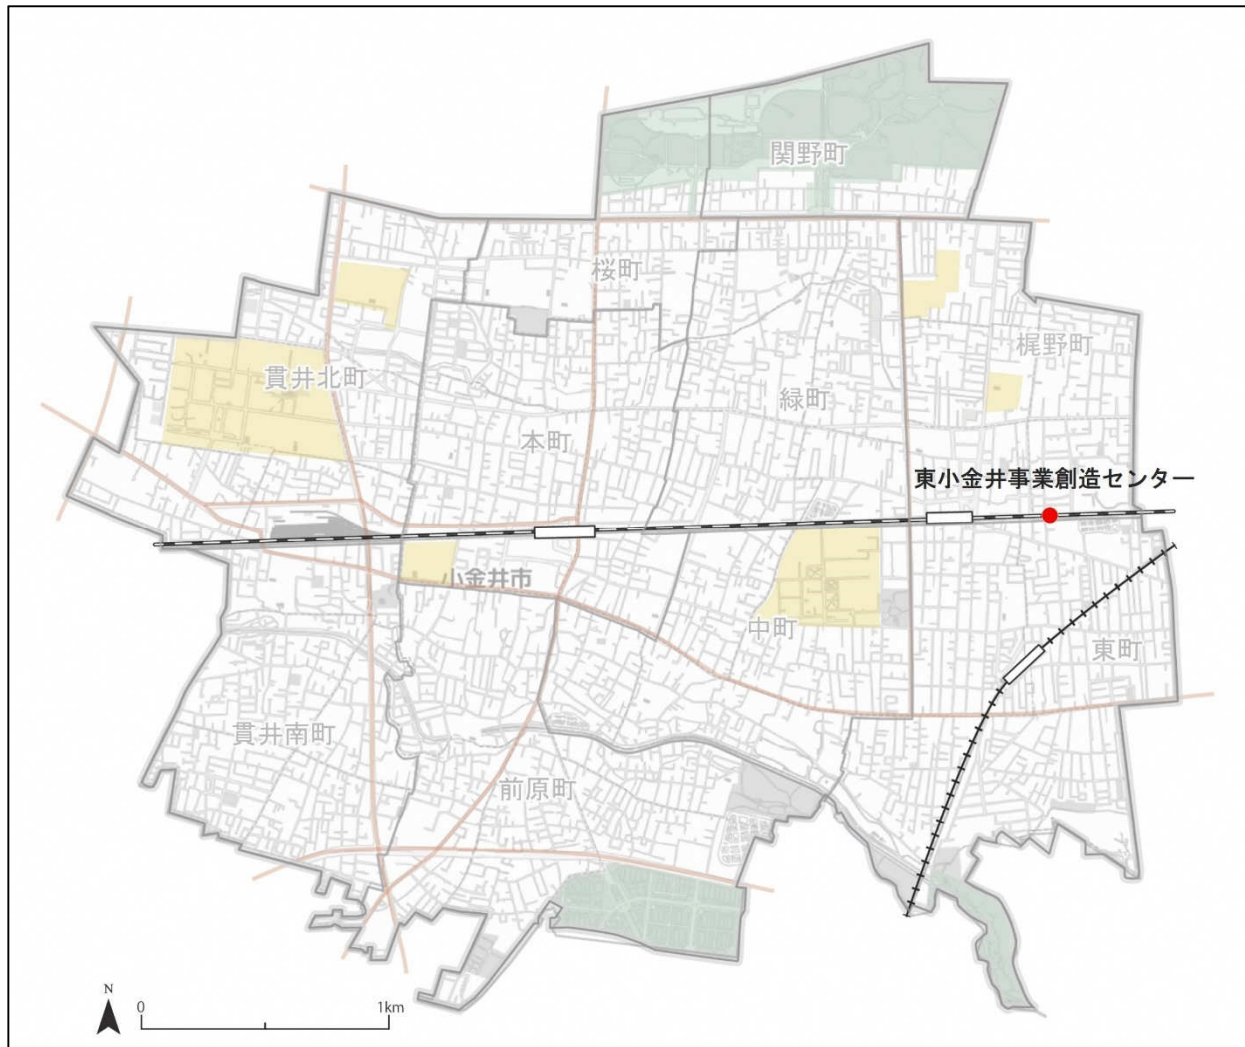 関野町
桜町
梶野町
貫井北町
緑町
本町
東小金井事業創造センター
小金井市
中町
東町
貫井南町
前原町
N
0
1km